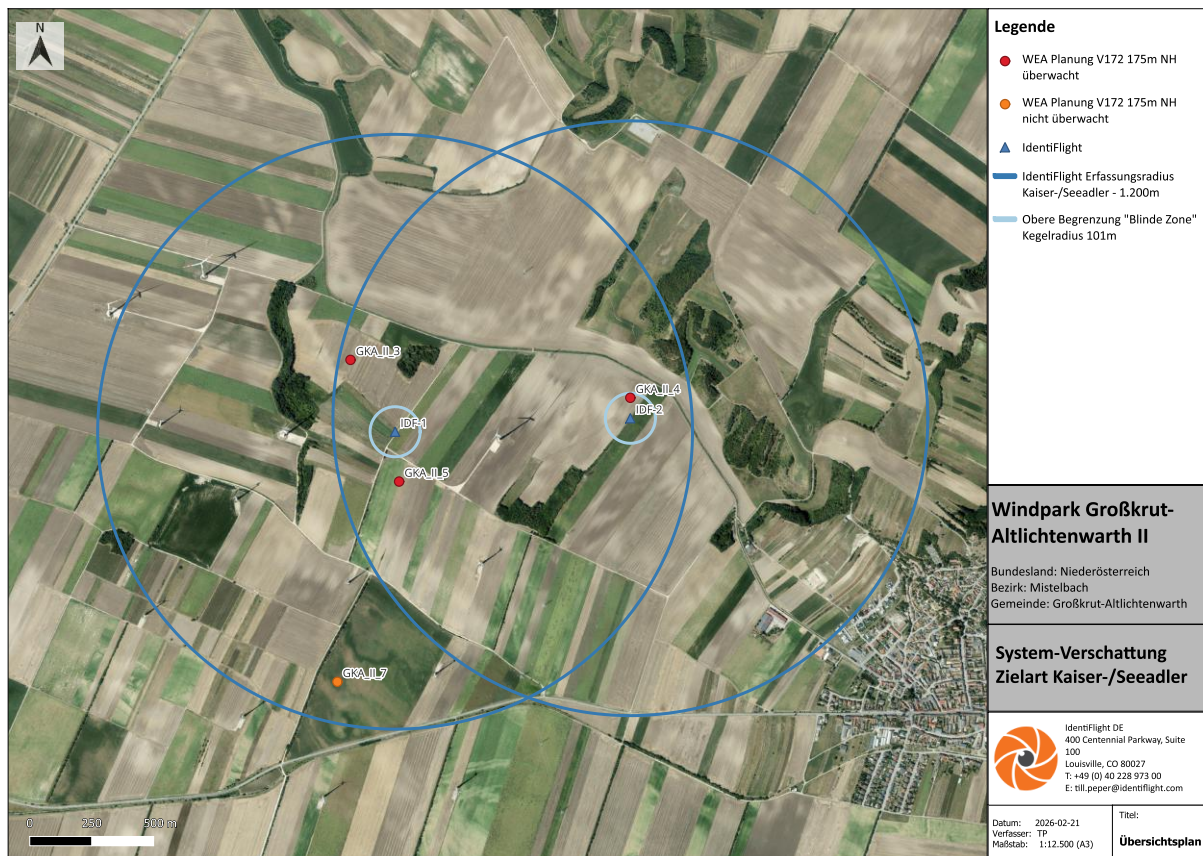 N
GKA_II_3
GKA_II_4
IDF-2
IDF-1
GKA_II_5
GKA_II_7
0 250 500 m
Legende
WEA Planung V172 175m NH
überwacht
WEA Planung V172 175m NH
nicht überwacht
IdentiFlight
IdentiFlight Erfassungsradius
Kaiser-/Seeadler - 1.200m
Obere Begrenzung "Blinde Zone"
Kegelradius 101m
Windpark Großkrut-
Altlichtenwarth II
Bundesland: Niederösterreich
Bezirk: Mistelbach
Gemeinde: Großkrut-Altlichtenwarth
System-Verschattung
Zielart Kaiser-/Seeadler
IdentiFlight DE
400 Centennial Parkway, Suite
100
Louisville, CO 80027
T: +49 (0) 40 228 973 00
E: till.peper@identiflight.com
Datum: 2026-02-21
Verfasser: TP
Maßstab: 1:12.500 (A3)
Titel:
Übersichtsplan